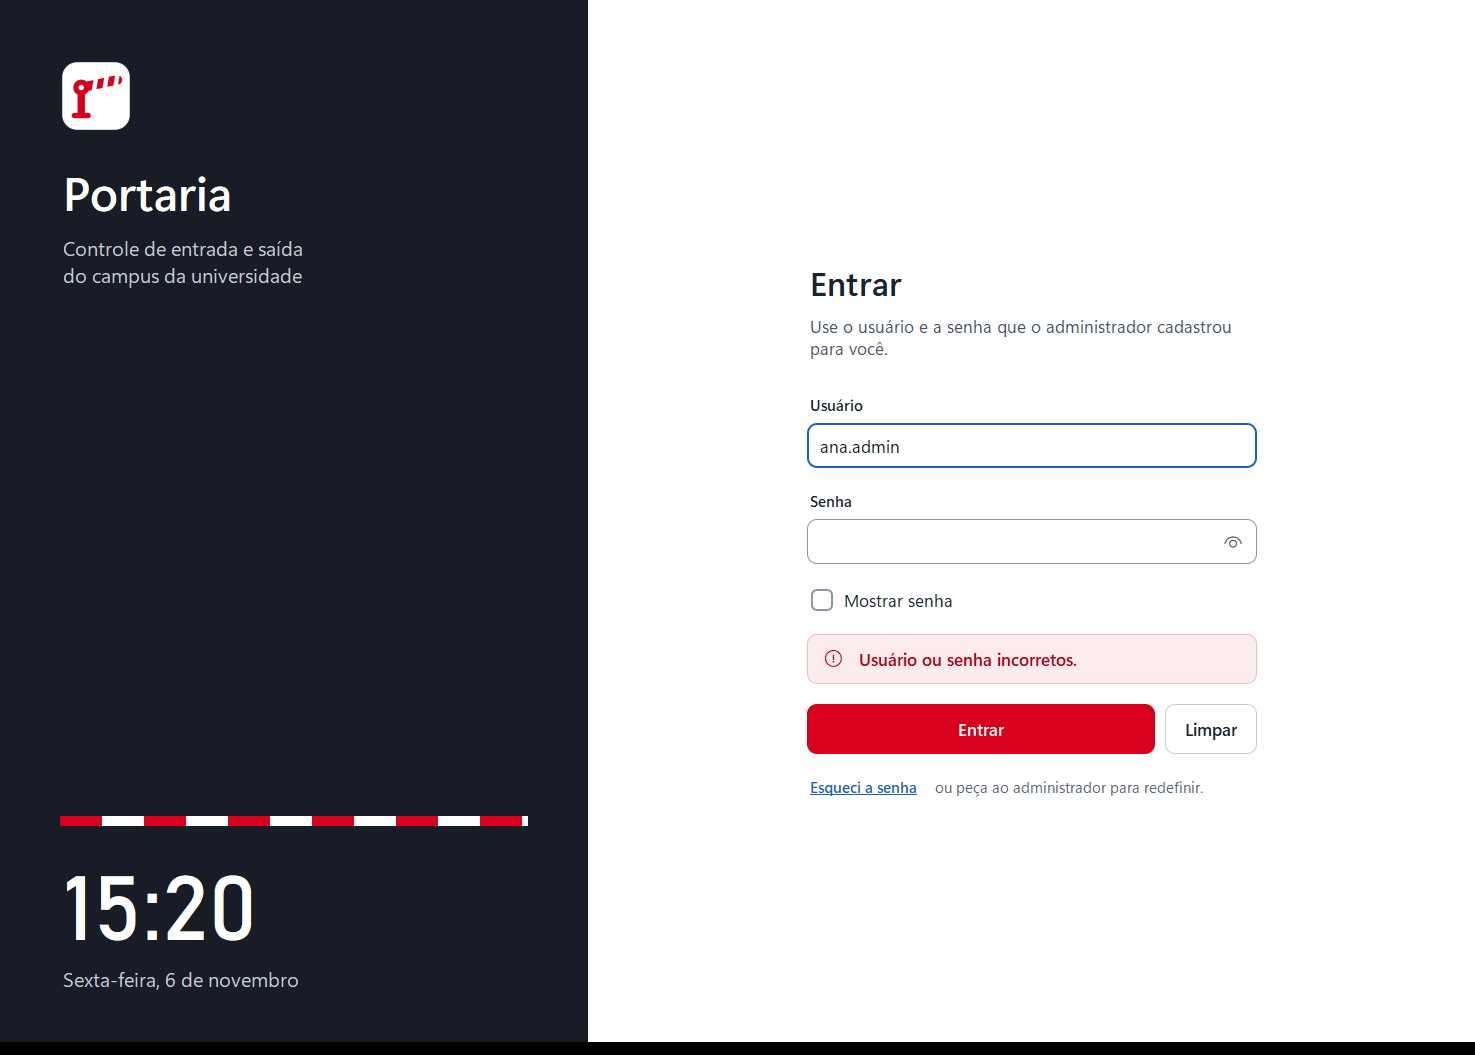 Portaria
Controle de entrada e saída
do campus da universidade
15:20
Sexta-feira, 6 de novembro
Entrar
Use o usuário e a senha que o administrador cadastrou
para você.
Usuário
ana.admin
Senha
Mostrar senha
Usuário ou senha incorretos.
Entrar
Limpar
Esqueci a senha ou peça ao administrador para redefinir.